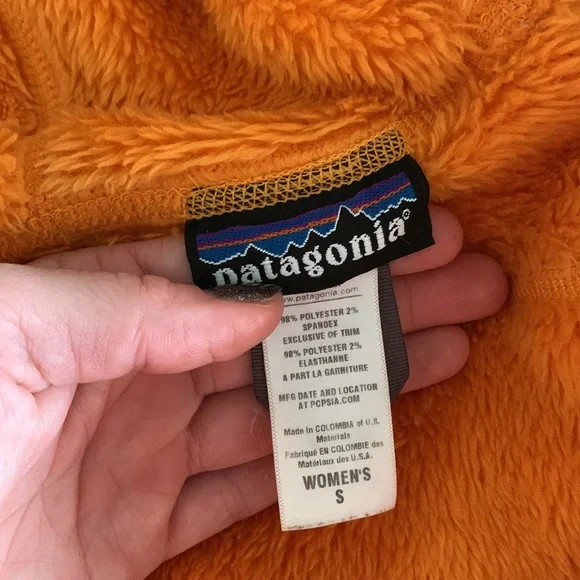 patagonia®
www.patagonia.com
98% POLYESTER 2%
SPANDEX
EXCLUSIVE OF TRIM
98% POLYESTER 2%
ELASTHANNE
A PART LA GARNITURE
MFG DATE AND LOCATION
AT PCPSIA.COM
Made in COLOMBIA of U.S.
Materials
Fabriqué EN COLOMBIE des
Matériaux des U.S.A.
WOMEN'S
S